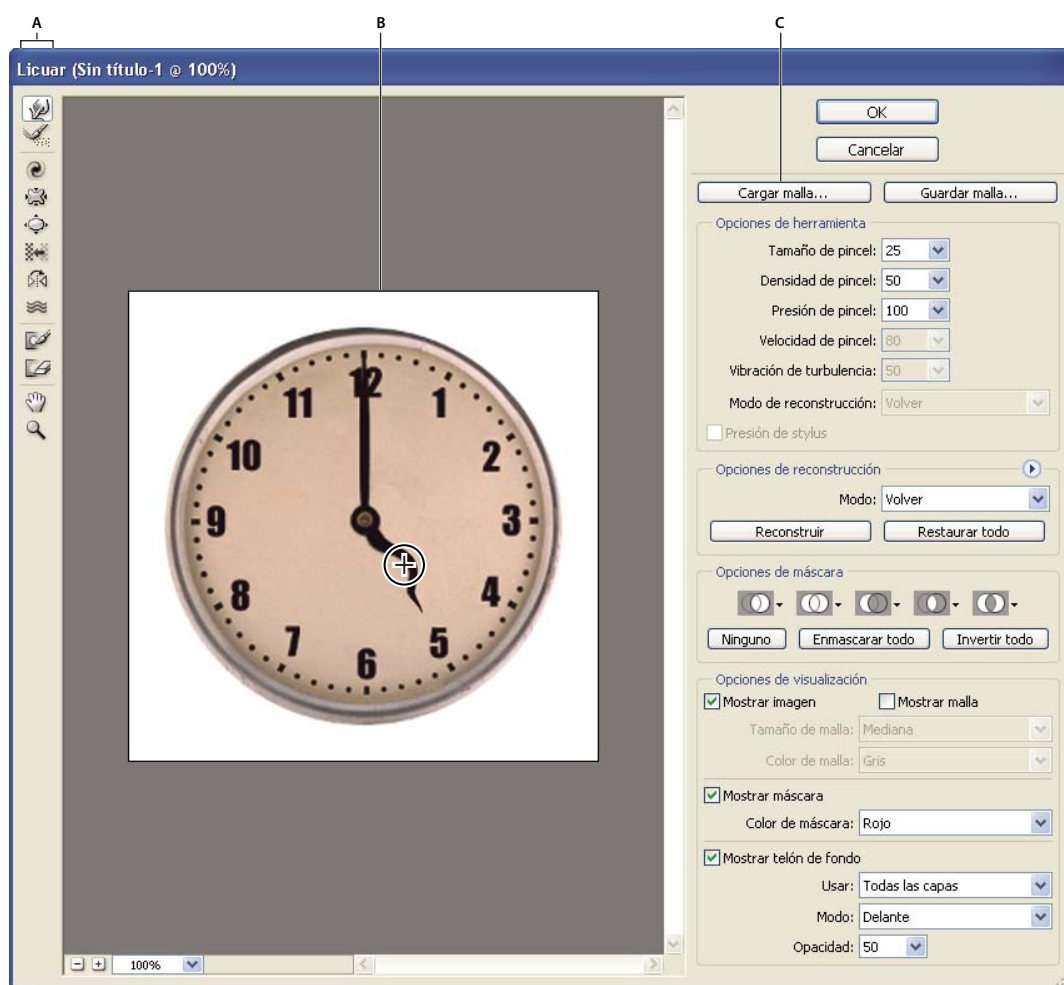 A B C
Licuar (Sin título-1 @ 100%)
OK
Cancelar
Cargar malla... Guardar malla...
Opciones de herramienta
Tamaño de pincel: 25
Densidad de pincel: 50
Presión de pincel: 100
Velocidad de pincel: 80
Vibración de turbulencia: 50
Modo de reconstrucción: Volver
Presión de stylus
Opciones de reconstrucción
Modo: Volver
Reconstruir Restaurar todo
Opciones de máscara
Ninguno Enmascarar todo Invertir todo
Opciones de visualización
Mostrar imagen Mostrar malla
Tamaño de malla: Mediana
Color de malla: Gris
Mostrar máscara
Color de máscara: Rojo
Mostrar telón de fondo
Usar: Todas las capas
Modo: Delante
Opacidad: 50
12
11 1
10 2
9 3
8 4
7 5
6
100%